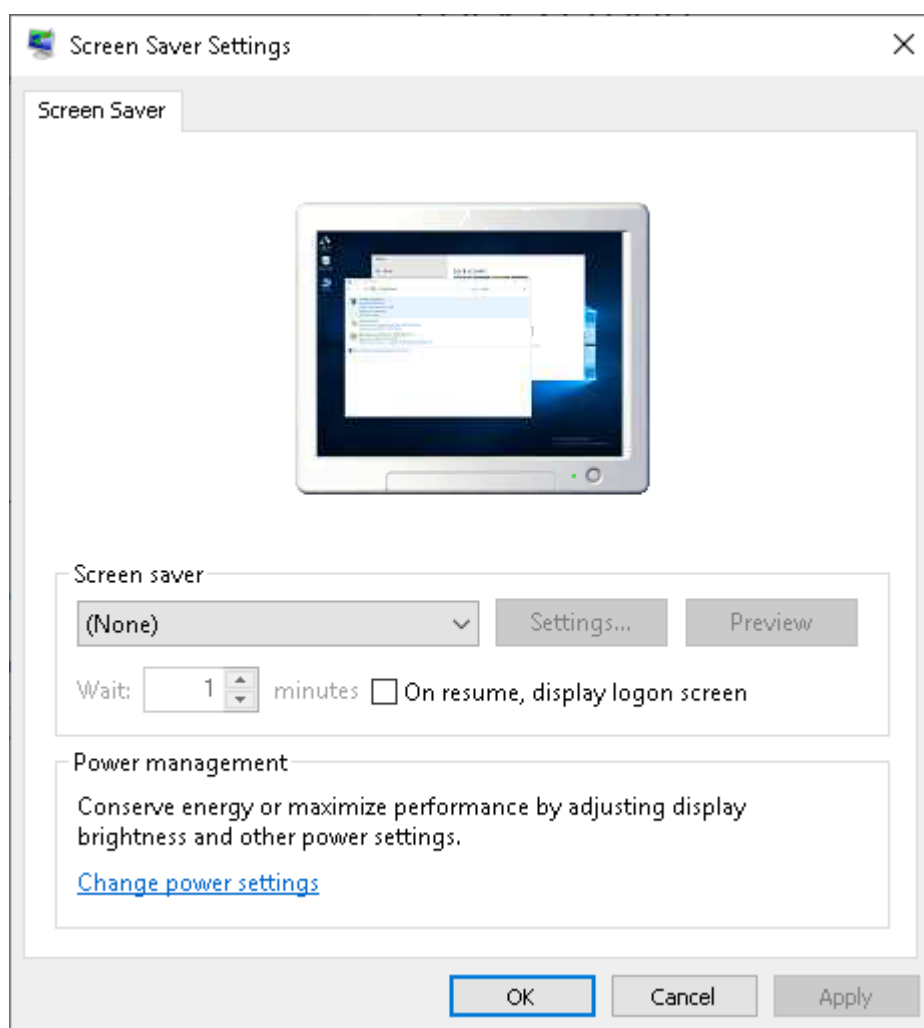 Screen Saver Settings
Screen Saver
Screen saver
(None)
Settings...
Preview
Wait:
1
minutes
On resume, display logon screen
Power management
Conserve energy or maximize performance by adjusting display
brightness and other power settings.
Change power settings
OK
Cancel
Apply